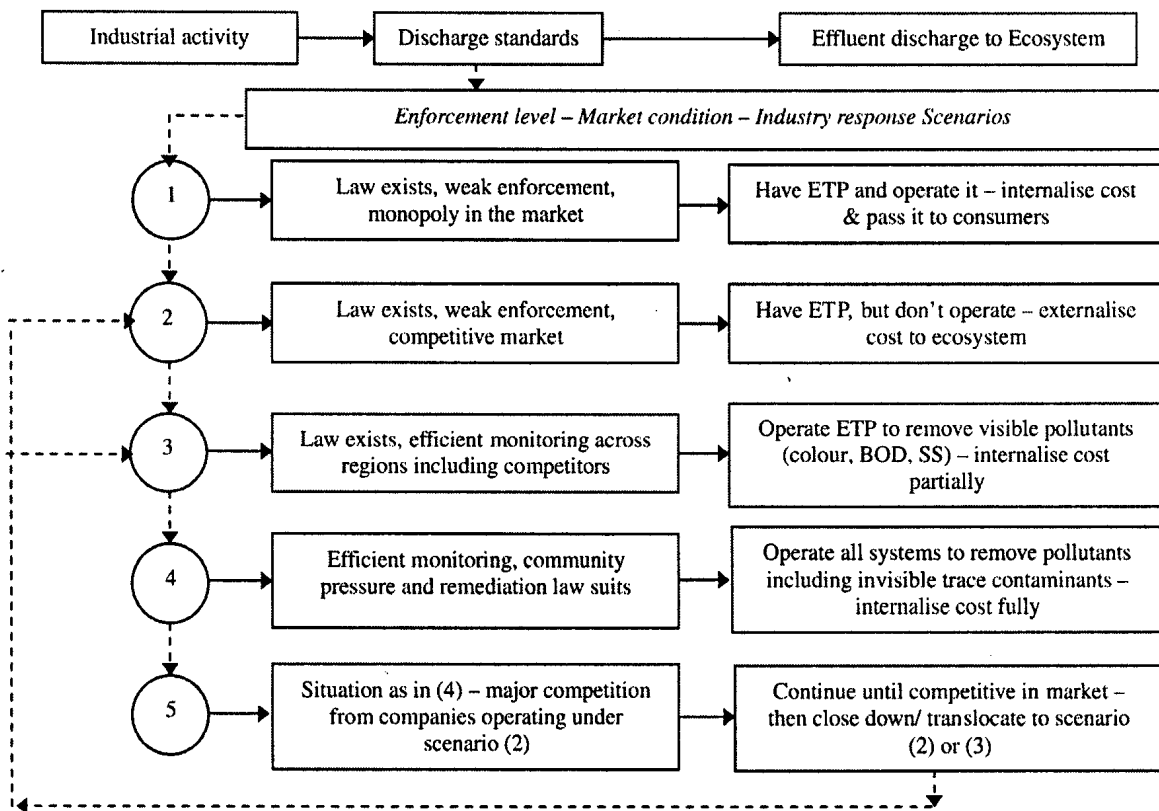 Industrial activity
Discharge standards
Effluent discharge to Ecosystem
Enforcement level – Market condition – Industry response Scenarios
1
Law exists, weak enforcement,
monopoly in the market
Have ETP and operate it – internalise cost
& pass it to consumers
2
Law exists, weak enforcement,
competitive market
Have ETP, but don't operate – externalise
cost to ecosystem
3
Law exists, efficient monitoring across
regions including competitors
Operate ETP to remove visible pollutants
(colour, BOD, SS) – internalise cost
partially
4
Efficient monitoring, community
pressure and remediation law suits
Operate all systems to remove pollutants
including invisible trace contaminants –
internalise cost fully
5
Situation as in (4) – major competition
from companies operating under
scenario (2)
Continue until competitive in market –
then close down/ translocate to scenario
(2) or (3)